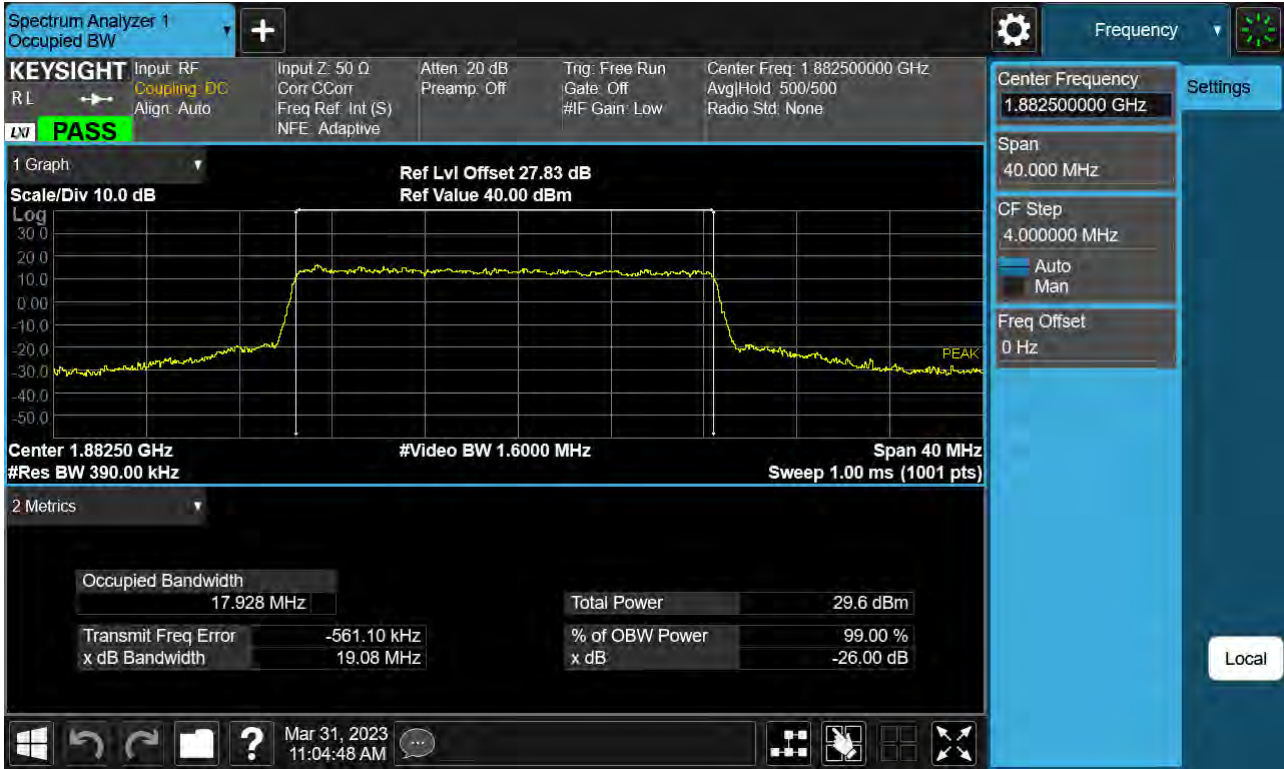 Spectrum Analyzer 1
Occupied BW
Frequency
KEYSIGHT
R L
LXI
PASS
Input: RF
Coupling: DC
Align: Auto
Input Z: 50 Ω
Corr CCorr
Freq Ref: Int (S)
NFE: Adaptive
Atten: 20 dB
Preamp: Off
Trig: Free Run
Gate: Off
#IF Gain: Low
Center Freq: 1.882500000 GHz
Avg|Hold: 500/500
Radio Std: None
Center Frequency
1.882500000 GHz
Settings
Span
40.000 MHz
CF Step
4.000000 MHz
Auto
Man
Freq Offset
0 Hz
Local
1 Graph
Scale/Div 10.0 dB
Ref Lvl Offset 27.83 dB
Ref Value 40.00 dBm
Log
30.0
20.0
10.0
0.00
-10.0
-20.0
-30.0
-40.0
-50.0
PEAK
Center 1.88250 GHz
#Video BW 1.6000 MHz
Span 40 MHz
#Res BW 390.00 kHz
Sweep 1.00 ms (1001 pts)
2 Metrics
Occupied Bandwidth
17.928 MHz
Total Power 29.6 dBm
Transmit Freq Error -561.10 kHz
% of OBW Power 99.00 %
x dB Bandwidth 19.08 MHz
x dB -26.00 dB
?
Mar 31, 2023
11:04:48 AM